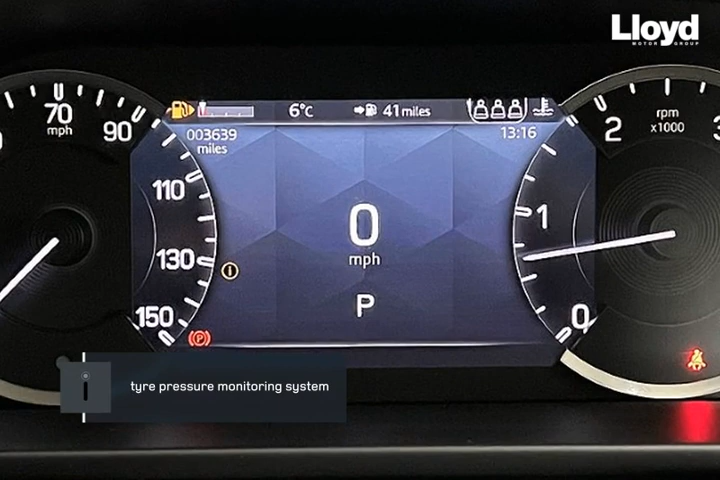 Lloyd
MOTOR GROUP
70
mph
90
110
130
150
6°C
41 miles
003639
miles
13:16
0
mph
P
i
P
rpm
x1000
2
3
1
0
tyre pressure monitoring system